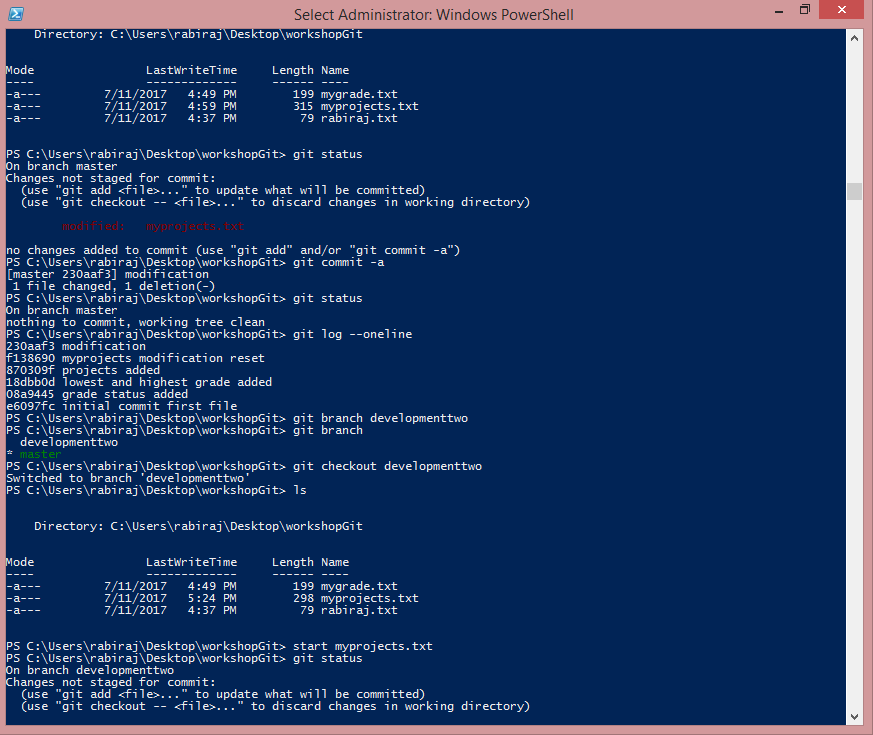 Select Administrator: Windows PowerShell
    Directory: C:\Users\rabiraj\Desktop\workshopGit
Mode                LastWriteTime     Length Name
----                -------------     ------ ----
-a---          7/11/2017   4:49 PM        199 mygrade.txt
-a---          7/11/2017   4:59 PM        315 myprojects.txt
-a---          7/11/2017   4:37 PM         79 rabiraj.txt
PS C:\Users\rabiraj\Desktop\workshopGit> git status
On branch master
Changes not staged for commit:
  (use "git add <file>..." to update what will be committed)
  (use "git checkout -- <file>..." to discard changes in working directory)
        modified:   myprojects.txt
no changes added to commit (use "git add" and/or "git commit -a")
PS C:\Users\rabiraj\Desktop\workshopGit> git commit -a
[master 230aaf3] modification
 1 file changed, 1 deletion(-)
PS C:\Users\rabiraj\Desktop\workshopGit> git status
On branch master
nothing to commit, working tree clean
PS C:\Users\rabiraj\Desktop\workshopGit> git log --oneline
230aaf3 modification
f138690 myprojects modification reset
870309f projects added
18dbb0d lowest and highest grade added
08a9445 grade status added
e6097fc initial commit first file
PS C:\Users\rabiraj\Desktop\workshopGit> git branch developmenttwo
PS C:\Users\rabiraj\Desktop\workshopGit> git branch
  developmenttwo
* master
PS C:\Users\rabiraj\Desktop\workshopGit> git checkout developmenttwo
Switched to branch 'developmenttwo'
PS C:\Users\rabiraj\Desktop\workshopGit> ls
    Directory: C:\Users\rabiraj\Desktop\workshopGit
Mode                LastWriteTime     Length Name
----                -------------     ------ ----
-a---          7/11/2017   4:49 PM        199 mygrade.txt
-a---          7/11/2017   5:24 PM        298 myprojects.txt
-a---          7/11/2017   4:37 PM         79 rabiraj.txt
PS C:\Users\rabiraj\Desktop\workshopGit> start myprojects.txt
PS C:\Users\rabiraj\Desktop\workshopGit> git status
On branch developmenttwo
Changes not staged for commit:
  (use "git add <file>..." to update what will be committed)
  (use "git checkout -- <file>..." to discard changes in working directory)